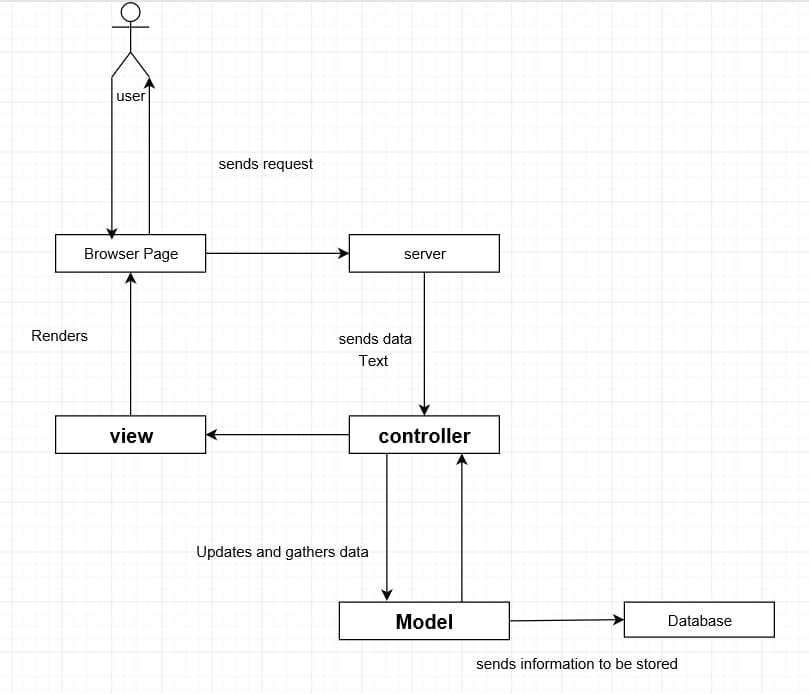 user
sends request
Browser Page
server
Renders
sends data
Text
view
controller
Updates and gathers data
Model
Database
sends information to be stored